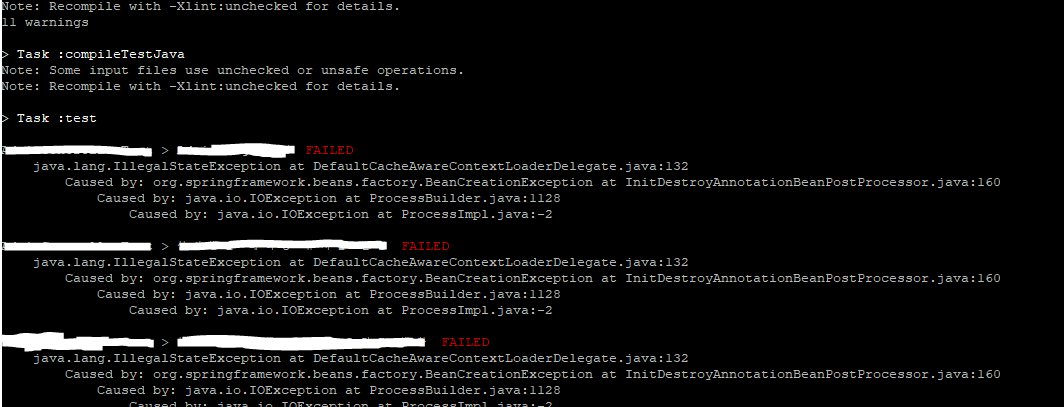 Note: Recompile with -Xlint:unchecked for details.
11 warnings
> Task :compileTestJava
Note: Some input files use unchecked or unsafe operations.
Note: Recompile with -Xlint:unchecked for details.
> Task :test
> FAILED
java.lang.IllegalStateException at DefaultCacheAwareContextLoaderDelegate.java:132
Caused by: org.springframework.beans.factory.BeanCreationException at InitDestroyAnnotationBeanPostProcessor.java:160
Caused by: java.io.IOException at ProcessBuilder.java:1128
Caused by: java.io.IOException at ProcessImpl.java:-2
> FAILED
java.lang.IllegalStateException at DefaultCacheAwareContextLoaderDelegate.java:132
Caused by: org.springframework.beans.factory.BeanCreationException at InitDestroyAnnotationBeanPostProcessor.java:160
Caused by: java.io.IOException at ProcessBuilder.java:1128
Caused by: java.io.IOException at ProcessImpl.java:-2
> FAILED
java.lang.IllegalStateException at DefaultCacheAwareContextLoaderDelegate.java:132
Caused by: org.springframework.beans.factory.BeanCreationException at InitDestroyAnnotationBeanPostProcessor.java:160
Caused by: java.io.IOException at ProcessBuilder.java:1128
Caused by: java.io.IOException at ProcessImpl.java:-2